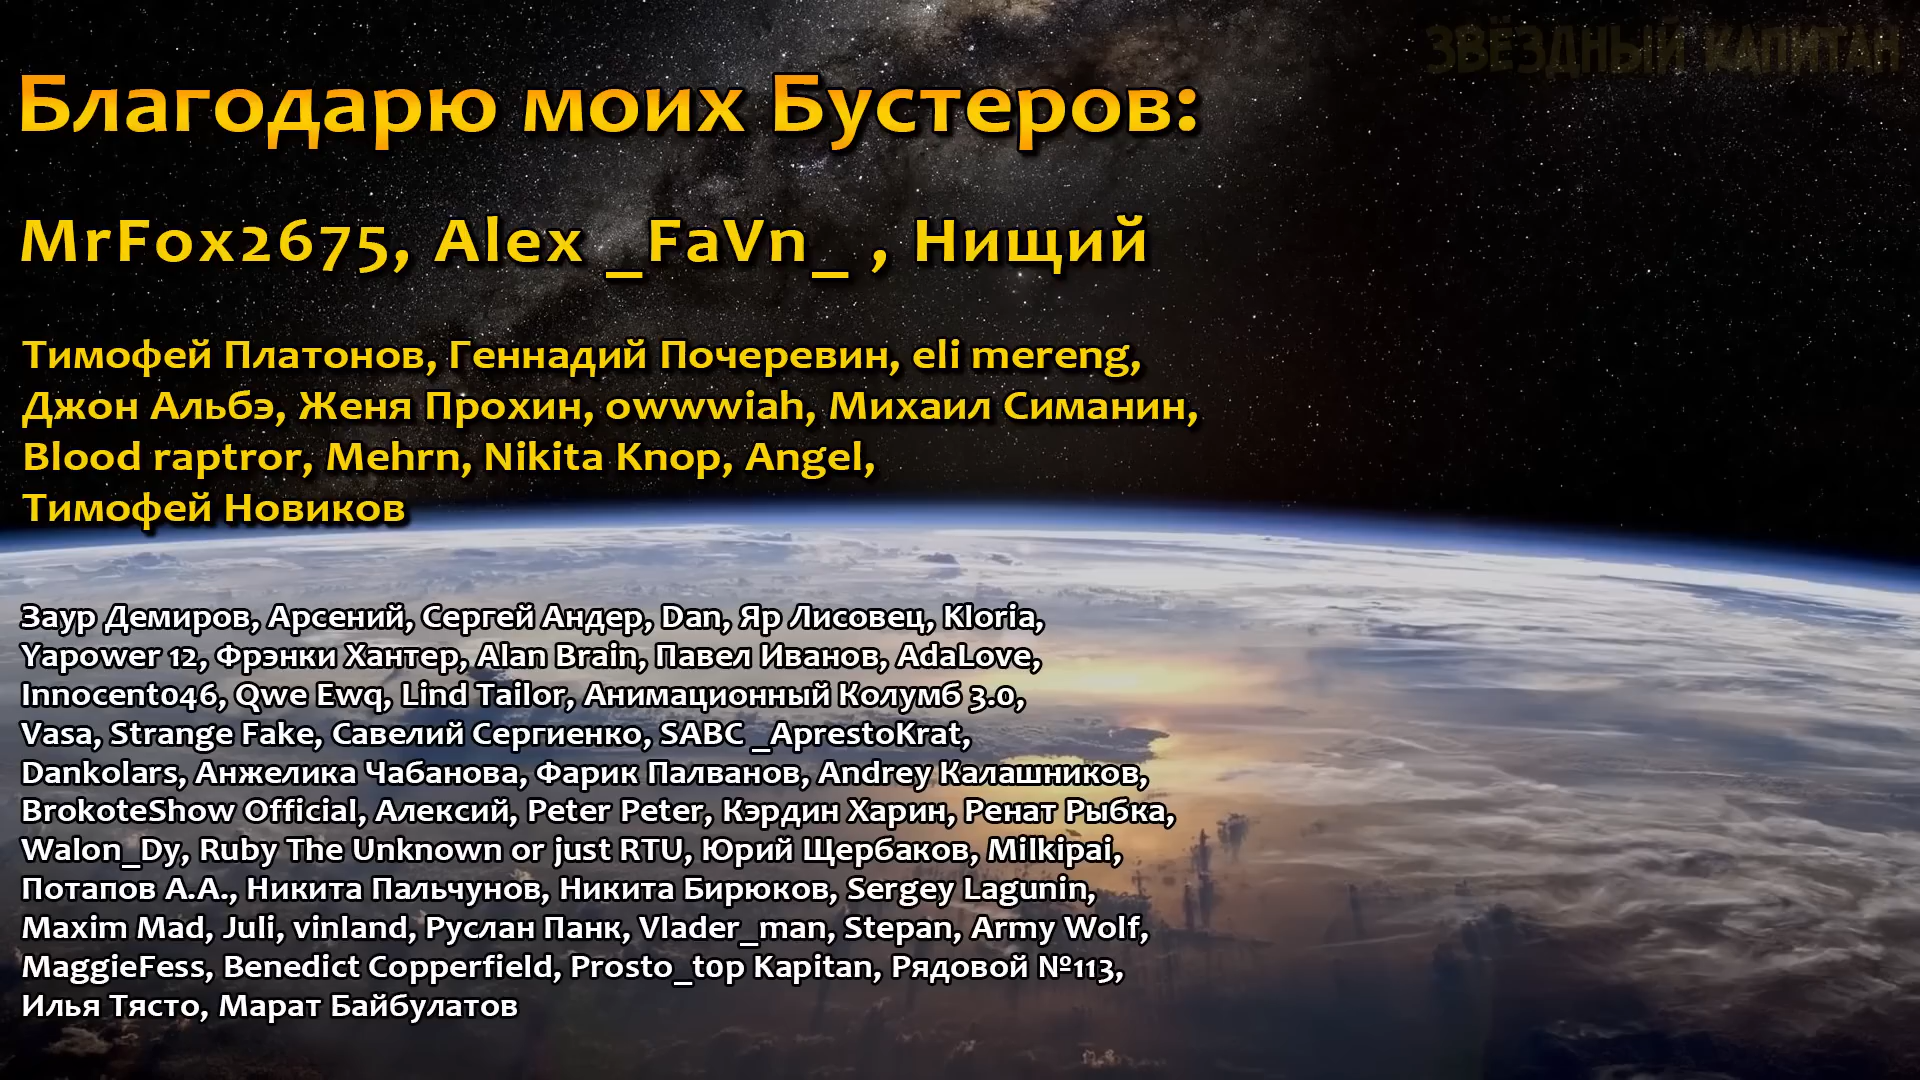 ЗВЁЗДНЫЙ КАПИТАН
Благодарю моих Бустеров:
MrFox2675, Alex _FaVn_ , Нищий
Тимофей Платонов, Геннадий Почеревин, eli mereng,
Джон Альбэ, Женя Прохин, owwwiah, Михаил Симанин,
Blood raptror, Mehrn, Nikita Knop, Angel,
Тимофей Новиков
Заур Демиров, Арсений, Сергей Андер, Dan, Яр Лисовец, Kloria,
Yapower 12, Фрэнки Хантер, Alan Brain, Павел Иванов, AdaLove,
Innocent046, Qwe Ewq, Lind Tailor, Анимационный Колумб 3.0,
Vasa, Strange Fake, Савелий Сергиенко, SABC _AprestoKrat,
Dankolars, Анжелика Чабанова, Фарик Палванов, Andrey Калашников,
BrokoteShow Official, Алексий, Peter Peter, Кэрдин Харин, Ренат Рыбка,
Walon_Dy, Ruby The Unknown or just RTU, Юрий Щербаков, Milkipai,
Потапов А.А., Никита Пальчунов, Никита Бирюков, Sergey Lagunin,
Maxim Mad, Juli, vinland, Руслан Панк, Vlader_man, Stepan, Army Wolf,
MaggieFess, Benedict Copperfield, Prosto_t0p Kapitan, Рядовой №113,
Илья Тясто, Марат Байбулатов